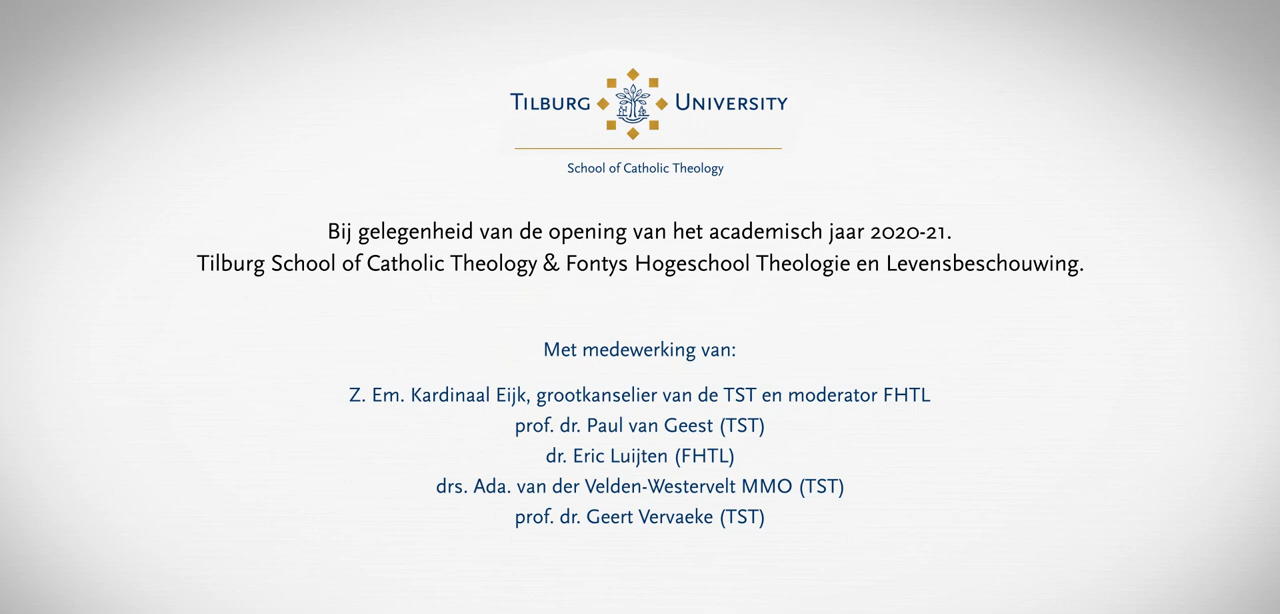 TILBURG UNIVERSITY
School of Catholic Theology
Bij gelegenheid van de opening van het academisch jaar 2020-21.
Tilburg School of Catholic Theology & Fontys Hogeschool Theologie en Levensbeschouwing.
Met medewerking van:
Z. Em. Kardinaal Eijk, grootkanselier van de TST en moderator FHTL
prof. dr. Paul van Geest (TST)
dr. Eric Luijten (FHTL)
drs. Ada. van der Velden-Westervelt MMO (TST)
prof. dr. Geert Vervaeke (TST)